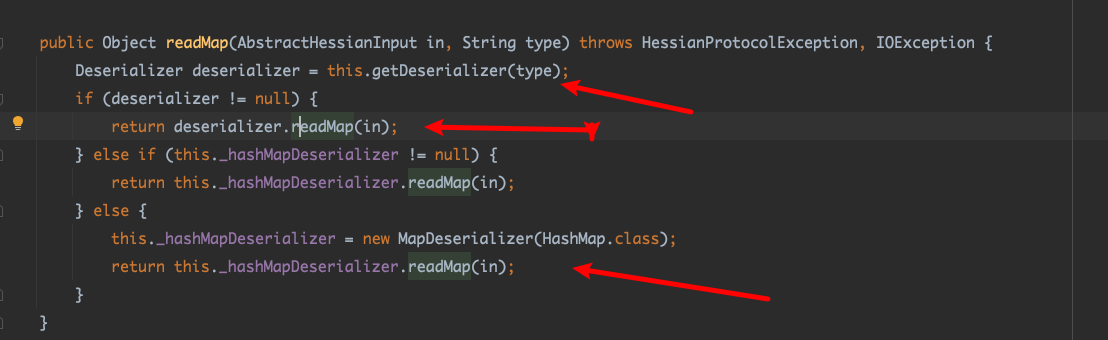 public Object readMap(AbstractHessianInput in, String type) throws HessianProtocolException, IOException {
Deserializer deserializer = this.getDeserializer(type);
if (deserializer != null) {
return deserializer.readMap(in);
} else if (this._hashMapDeserializer != null) {
return this._hashMapDeserializer.readMap(in);
} else {
this._hashMapDeserializer = new MapDeserializer(HashMap.class);
return this._hashMapDeserializer.readMap(in);
}
}